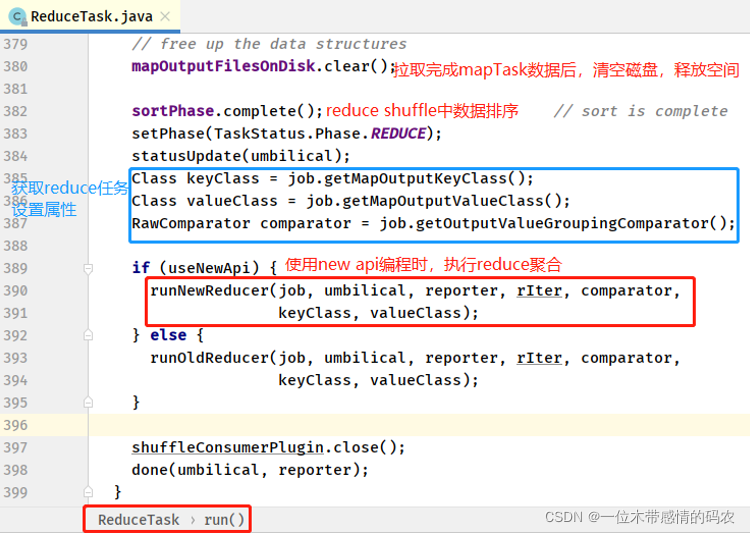 ReduceTask.java
379 // free up the data structures
380 mapOutputFilesOnDisk.clear();拉取完成mapTask数据后，清空磁盘，释放空间
381
382 sortPhase.complete(); reduce shuffle中数据排序 // sort is complete
383 setPhase(TaskStatus.Phase.REDUCE);
384 statusUpdate(umbilical);
385 Class keyClass = job.getMapOutputKeyClass();
获取reduce任务
386 Class valueClass = job.getMapOutputValueClass();
设置属性
387 RawComparator comparator = job.getOutputValueGroupingComparator();
388
389 if (useNewApi) { 使用new api编程时，执行reduce聚合
390 runNewReducer(job, umbilical, reporter, rIter, comparator,
391 keyClass, valueClass);
392 } else {
393 runOldReducer(job, umbilical, reporter, rIter, comparator,
394 keyClass, valueClass);
395 }
396
397 shuffleConsumerPlugin.close();
398 done(umbilical, reporter);
399 }
ReduceTask › run()
CSDN @一位木带感情的码农